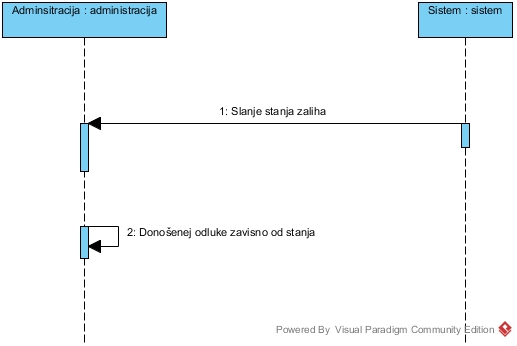 Adminsitracija : administracija
Sistem : sistem
1: Slanje stanja zaliha
2: Donošenej odluke zavisno od stanja
Powered By Visual Paradigm Community Edition